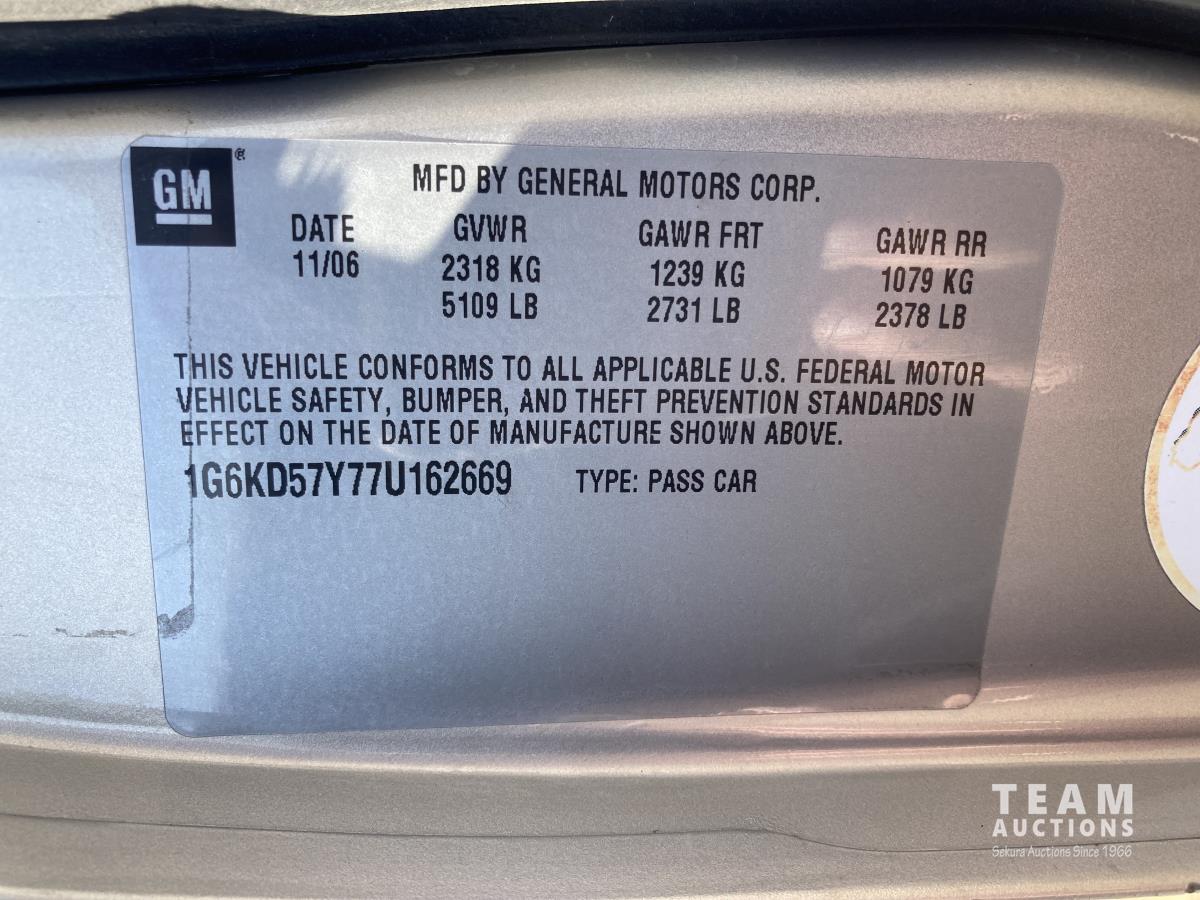 GM®
MFD BY GENERAL MOTORS CORP.
DATE GVWR GAWR FRT GAWR RR
11/06 2318 KG 1239 KG 1079 KG
5109 LB 2731 LB 2378 LB
THIS VEHICLE CONFORMS TO ALL APPLICABLE U.S. FEDERAL MOTOR
VEHICLE SAFETY, BUMPER, AND THEFT PREVENTION STANDARDS IN
EFFECT ON THE DATE OF MANUFACTURE SHOWN ABOVE.
1G6KD57Y77U162669 TYPE: PASS CAR
TEAM
AUCTIONS
Sekura Auctions Since 1966